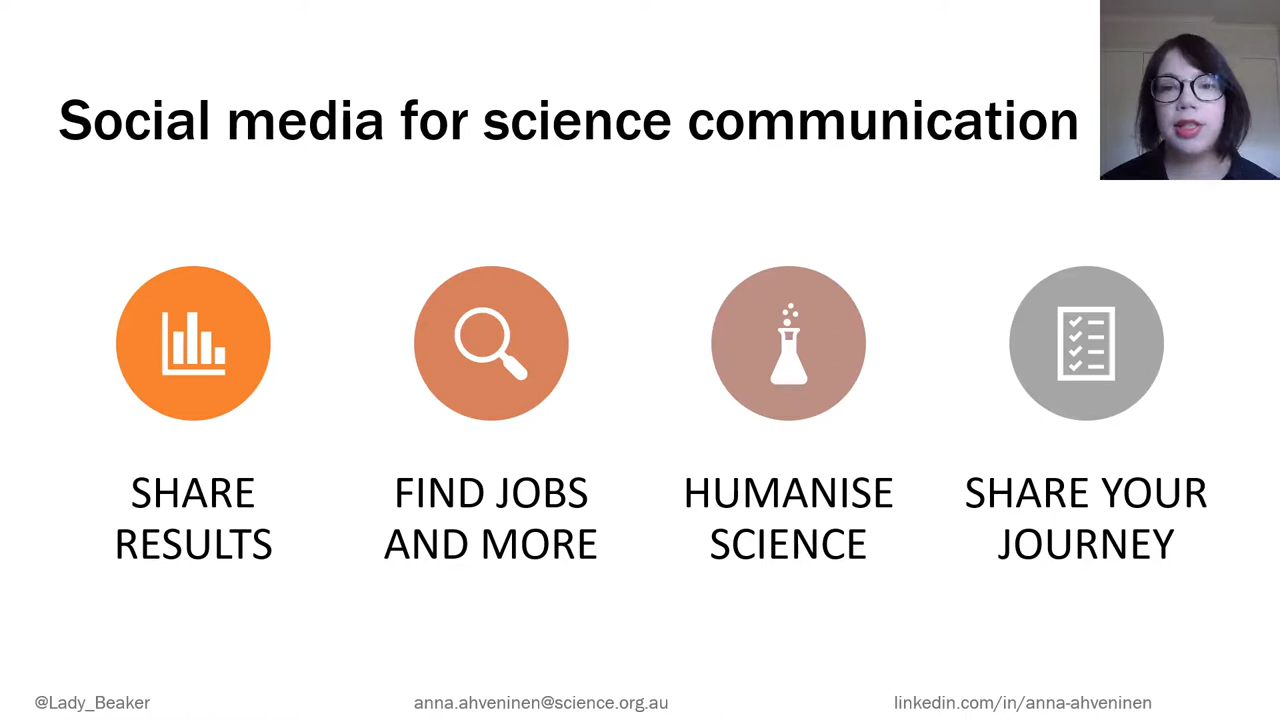 Social media for science communication
SHARE
RESULTS
FIND JOBS
AND MORE
HUMANISE
SCIENCE
SHARE YOUR
JOURNEY
@Lady_Beaker
anna.ahveninen@science.org.au
linkedin.com/in/anna-ahveninen